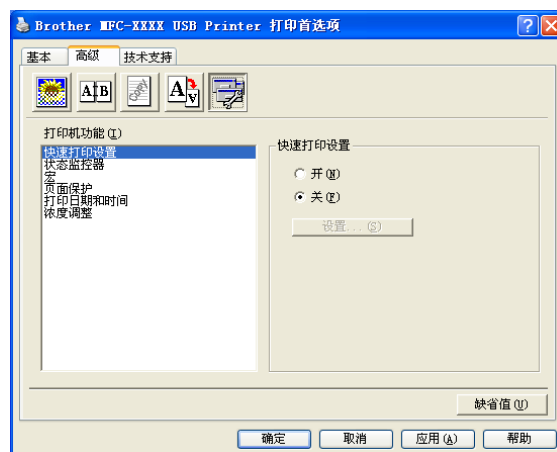 Brother MFC-XXXX USB Printer 打印首选项
基本 高级 技术支持
A B
A A
打印机功能(I)
快速打印设置
状态监控器
宏
页面保护
打印日期和时间
浓度调整
快速打印设置
开(N)
关(F)
设置...(S)
缺省值(U)
确定 取消 应用(A) 帮助